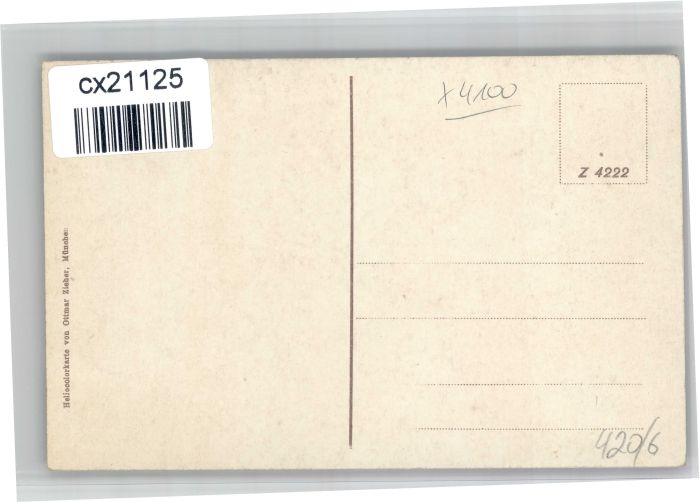 cx21125
x 4100
Z 4222
Heliocolorkarte von Ottmar Zieher, München
420/6